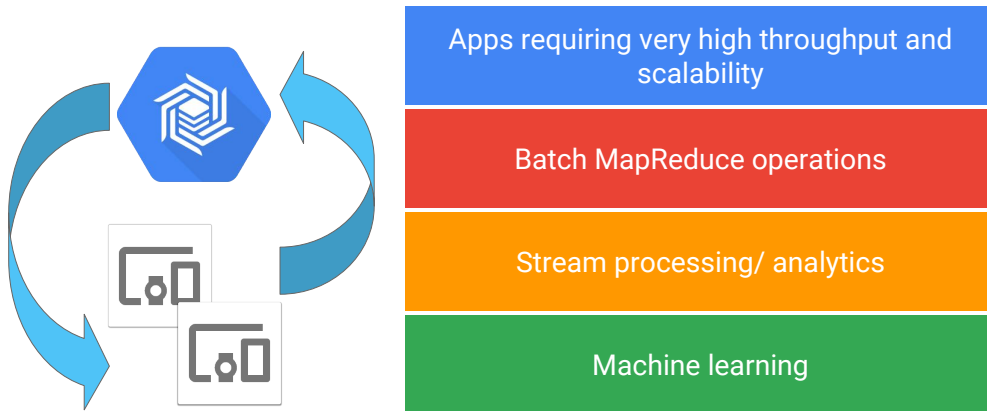 Apps requiring very high throughput and
scalability
Batch MapReduce operations
Stream processing/ analytics
Machine learning